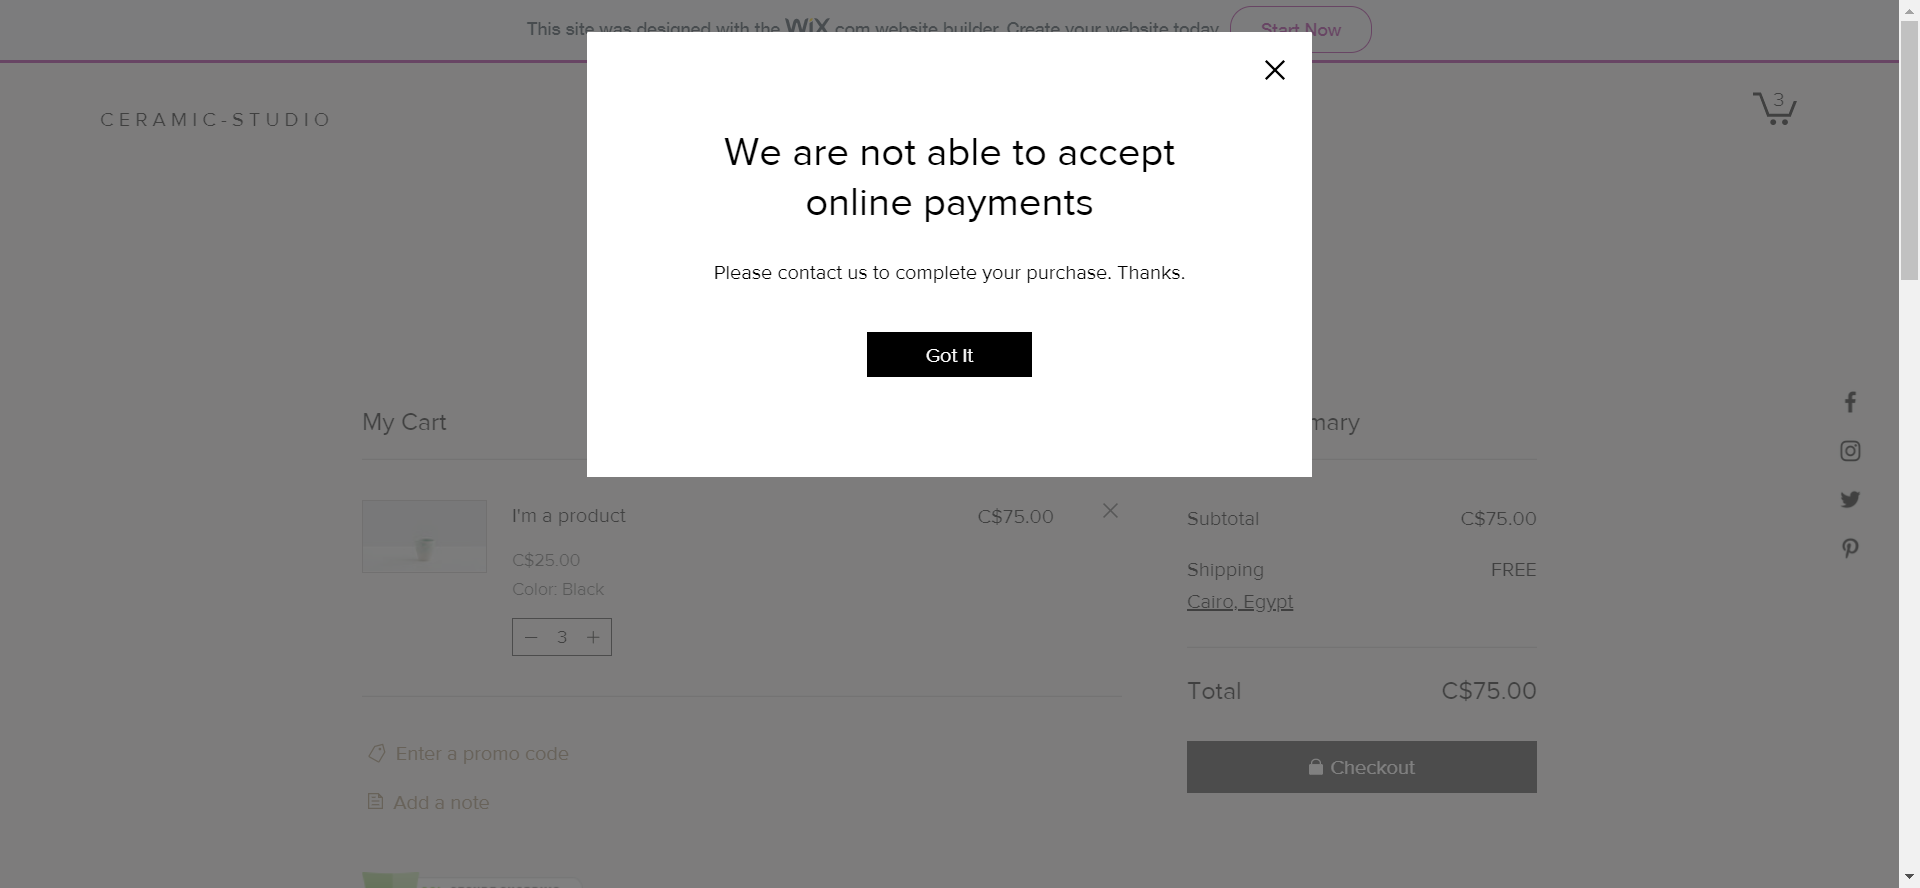 This site was designed with the WiX.com website builder. Create your website today. Start Now
CERAMIC-STUDIO
3
We are not able to accept
online payments
Please contact us to complete your purchase. Thanks.
Got It
My Cart
mary
I'm a product
C$75.00
C$25.00
Color: Black
3
Subtotal
C$75.00
Shipping
FREE
Cairo, Egypt
Total
C$75.00
Checkout
Enter a promo code
Add a note